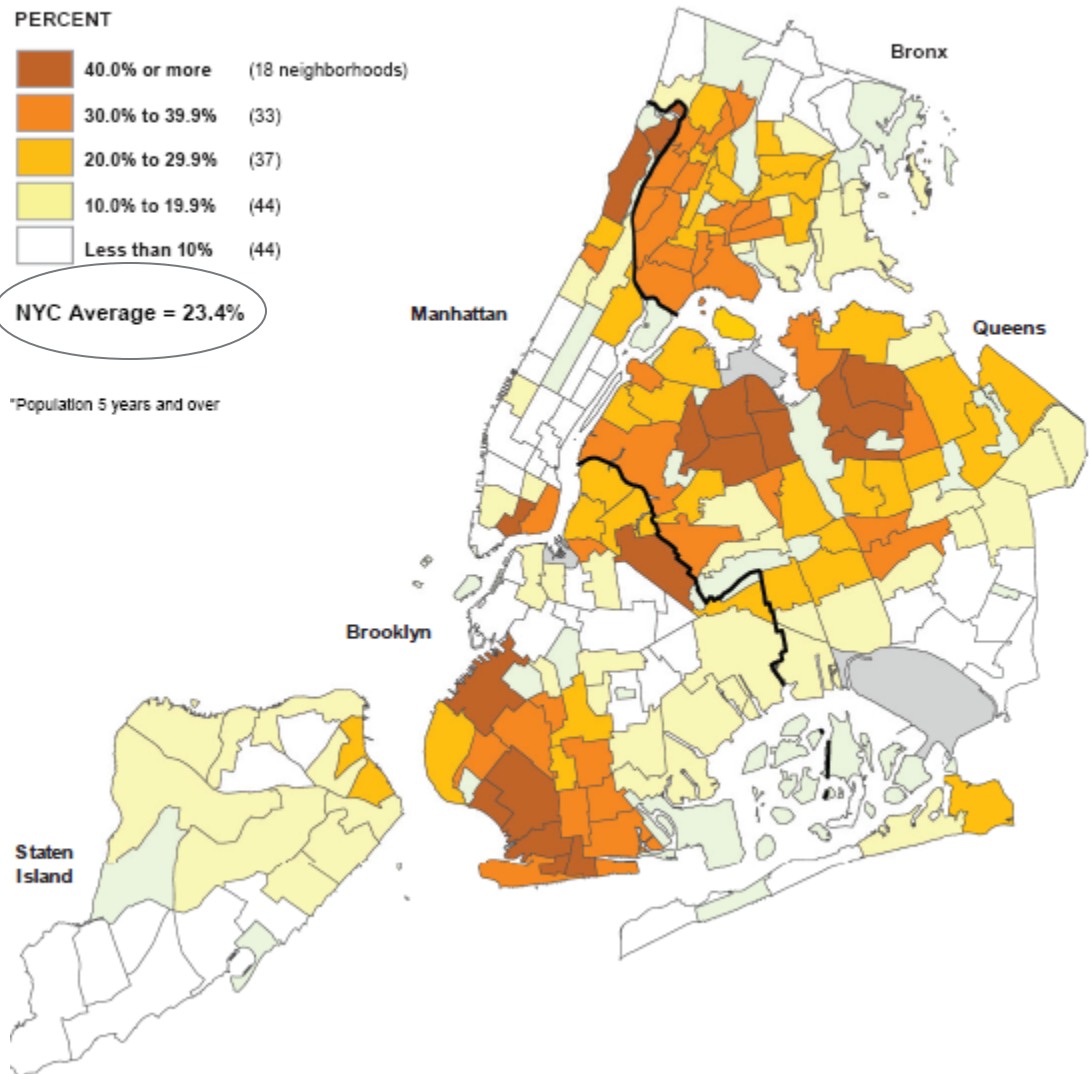 PERCENT
40.0% or more (18 neighborhoods)
30.0% to 39.9% (33)
20.0% to 29.9% (37)
10.0% to 19.9% (44)
Less than 10% (44)
NYC Average = 23.4%
*Population 5 years and over
Bronx
Manhattan
Queens
Brooklyn
Staten
Island